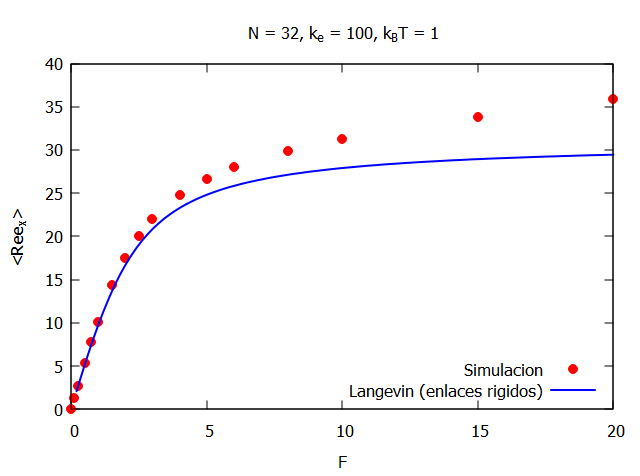 N = 32, kₑ = 100, k_BT = 1
40
35
30
25
20
15
10
5
0
<Reeₓ>
Simulacion
Langevin (enlaces rigidos)
0 5 10 15 20
F